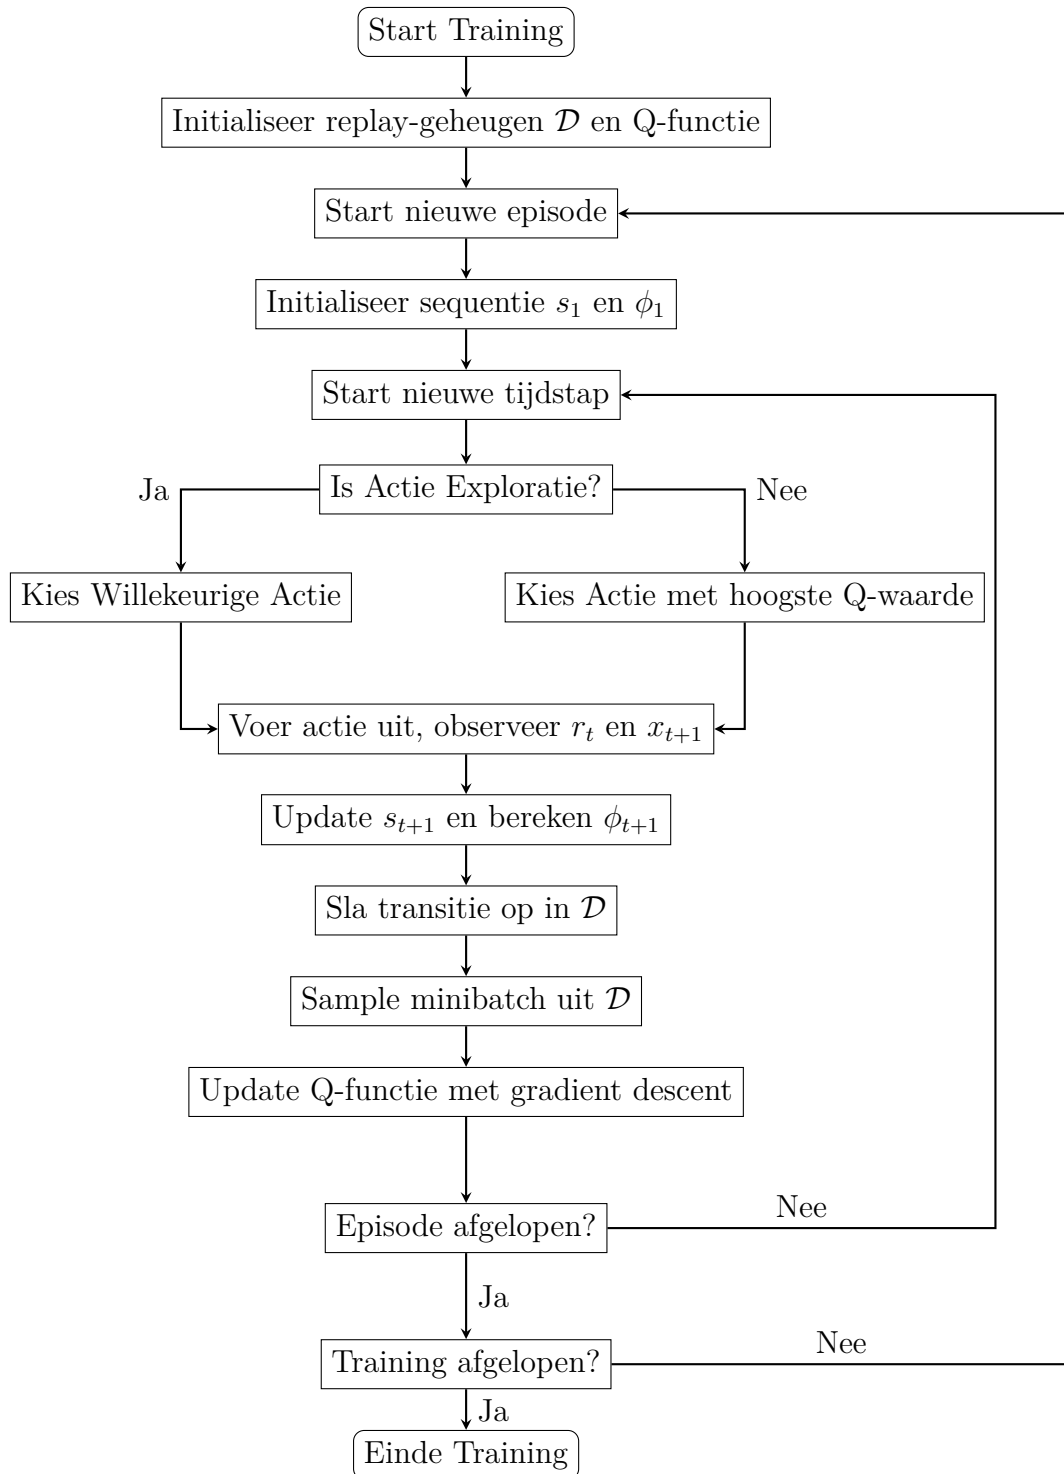 Start Training
Initialiseer replay-geheugen 𝒟 en Q-functie
Start nieuwe episode
Initialiseer sequentie s₁ en ϕ₁
Start nieuwe tijdstap
Ja
Is Actie Exploratie?
Nee
Kies Willekeurige Actie
Kies Actie met hoogste Q-waarde
Voer actie uit, observeer rₜ en xₜ₊₁
Update sₜ₊₁ en bereken ϕₜ₊₁
Sla transitie op in 𝒟
Sample minibatch uit 𝒟
Update Q-functie met gradient descent
Episode afgelopen?
Nee
Ja
Training afgelopen?
Nee
Ja
Einde Training